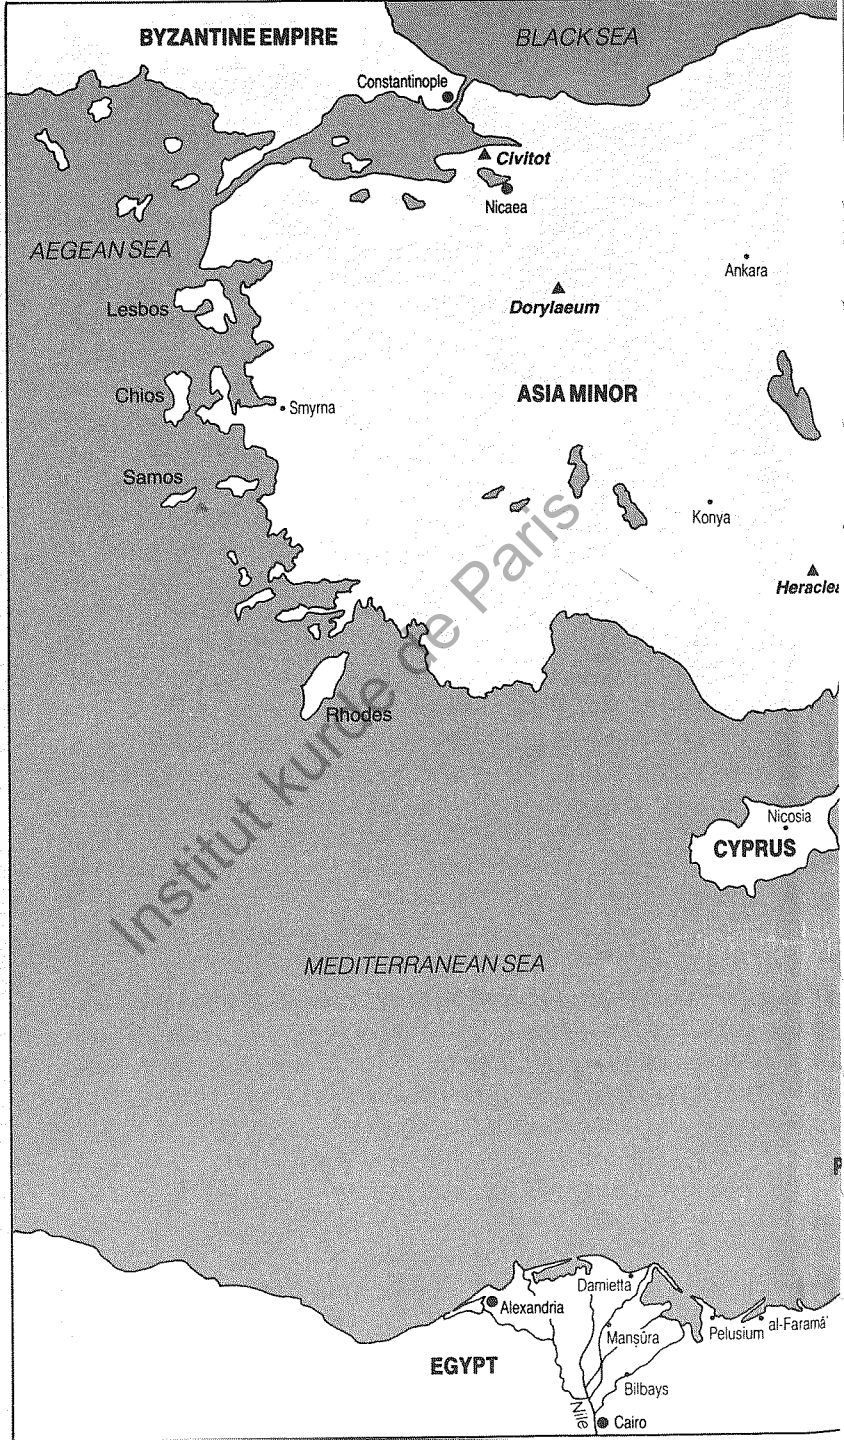 BYZANTINE EMPIRE
BLACK SEA
Constantinople
Civitot
Nicaea
AEGEAN SEA
Ankara
Lesbos
Dorylaeum
Chios
ASIA MINOR
Smyrna
Samos
Konya
Heraclea
Rhodes
Nicosia
CYPRUS
Institut kurde de Paris
MEDITERRANEAN SEA
P
Damietta
Alexandria
al-Faramā'
Pelusium
Manṣūra
EGYPT
Bilbays
Nile
Cairo